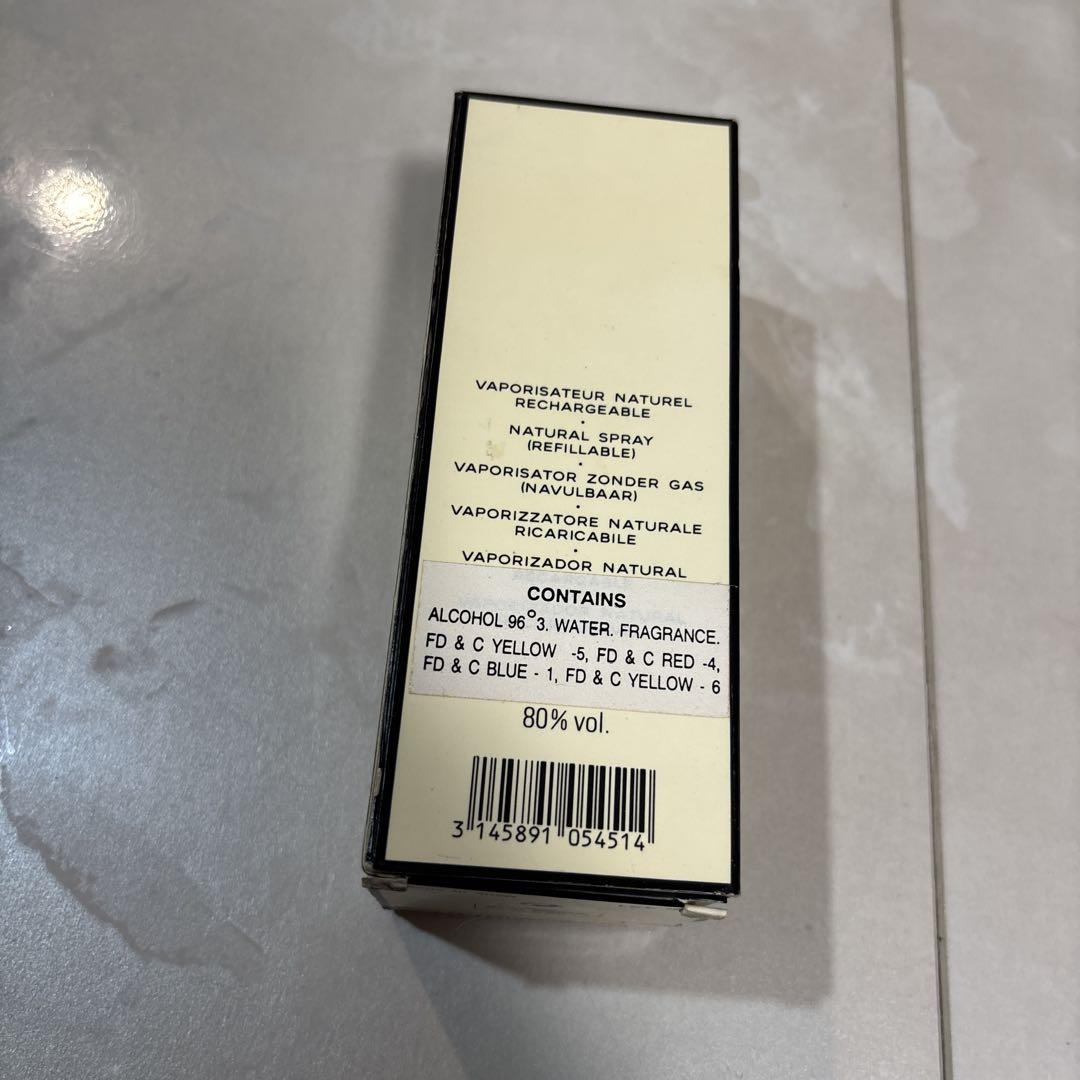 VAPORISATEUR NATUREL
RECHARGEABLE
•
NATURAL SPRAY
(REFILLABLE)
•
VAPORISATOR ZONDER GAS
(NAVULBAAR)
•
VAPORIZZATORE NATURALE
RICARICABILE
•
VAPORIZADOR NATURAL
CONTAINS
ALCOHOL 96°3. WATER. FRAGRANCE.
FD & C YELLOW -5, FD & C RED -4,
FD & C BLUE - 1, FD & C YELLOW - 6
80% vol.
3 145891 054514